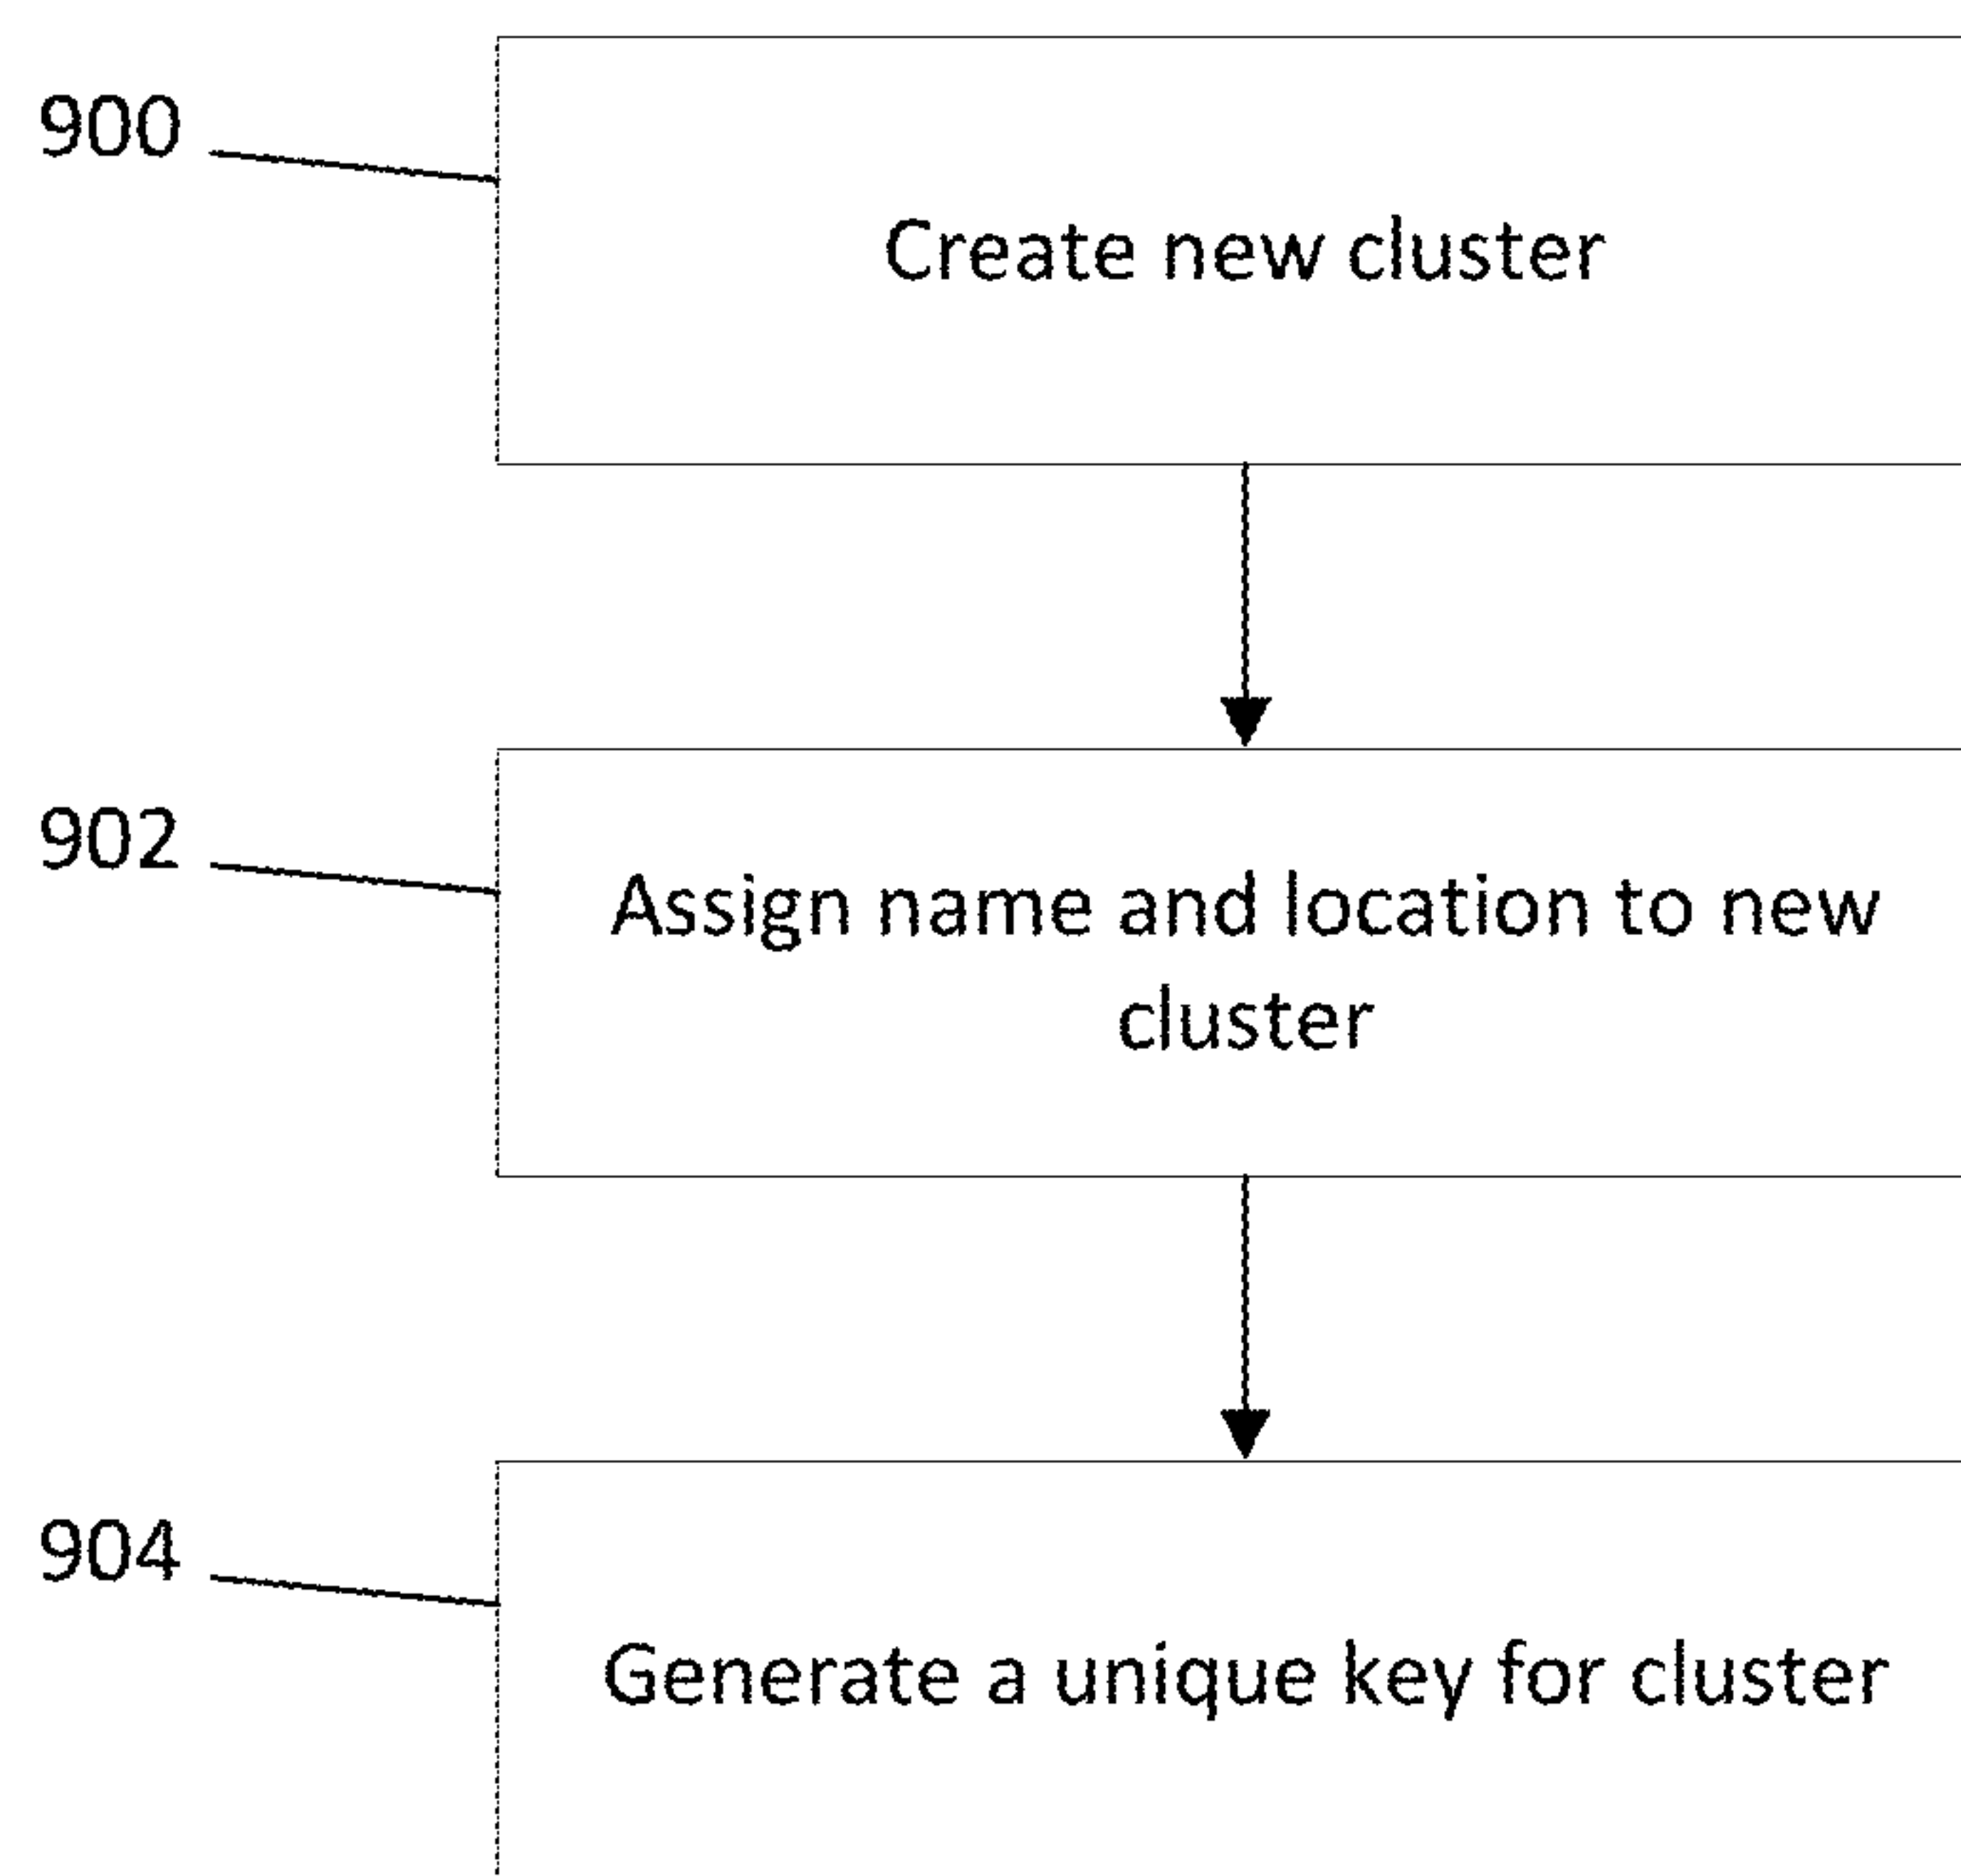 900
Create new cluster
902
Assign name and location to new
cluster
904
Generate a unique key for cluster